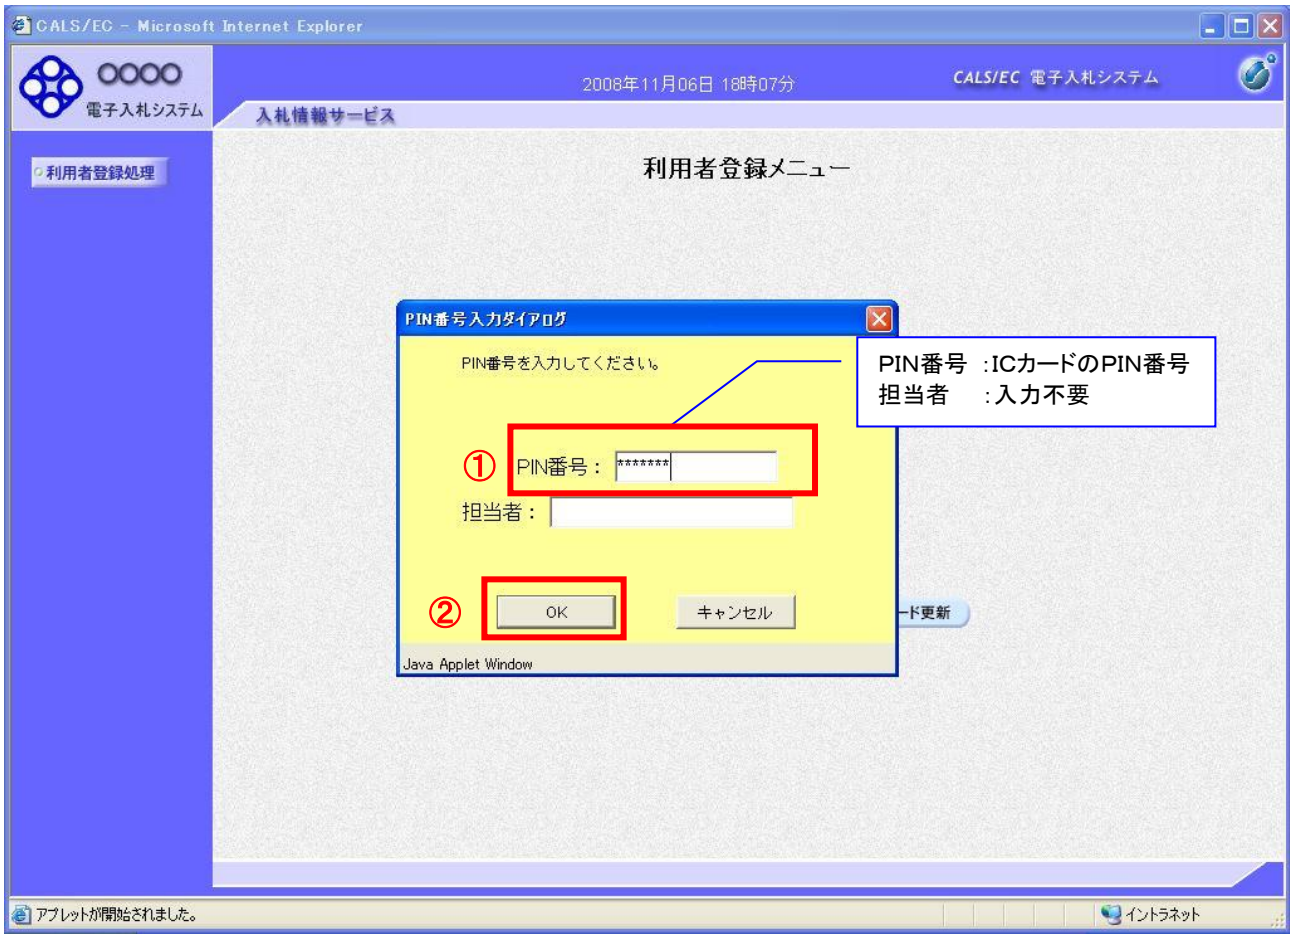 CALS/EC - Microsoft Internet Explorer
OOOO
電子入札システム
2008年11月06日 18時07分
CALS/EC 電子入札システム
入札情報サービス
利用者登録処理
利用者登録メニュー
PIN番号入力ダイアログ
PIN番号を入力してください。
PIN番号 :ICカードのPIN番号
担当者 :入力不要
① PIN番号: *******
担当者:
② OK キャンセル
ード更新
Java Applet Window
アプレットが開始されました。
イントラネット